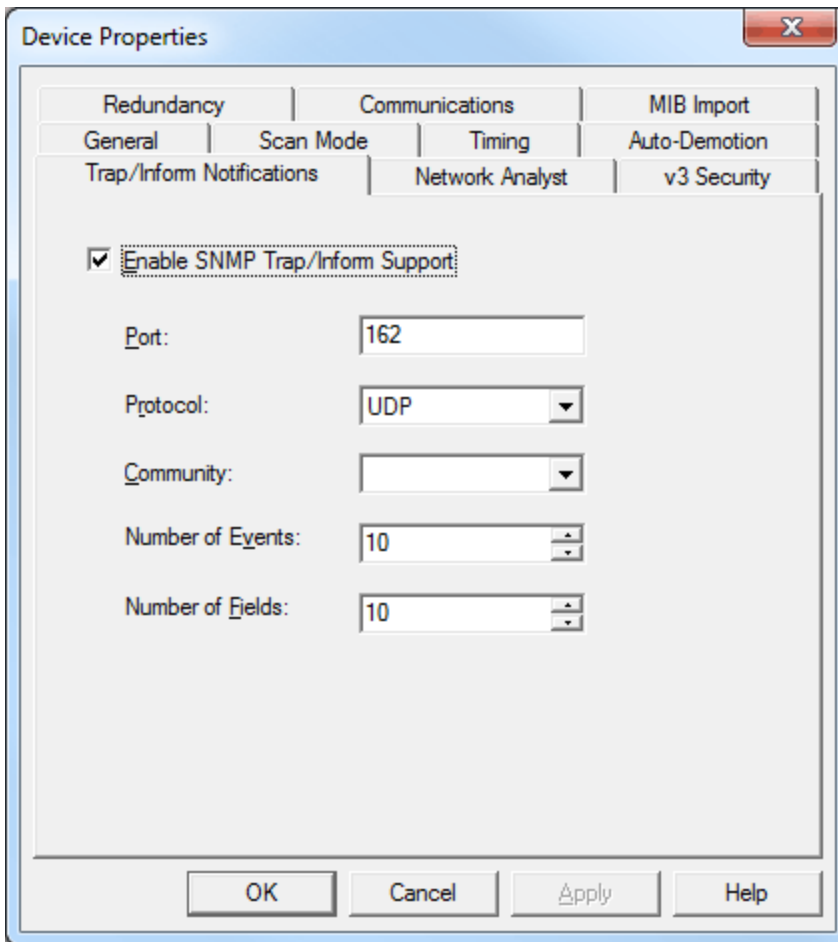 Device Properties
Redundancy Communications MIB Import
General Scan Mode Timing Auto-Demotion
Trap/Inform Notifications Network Analyst v3 Security
Enable SNMP Trap/Inform Support
Port: 162
Protocol: UDP
Community:
Number of Events: 10
Number of Fields: 10
OK Cancel Apply Help